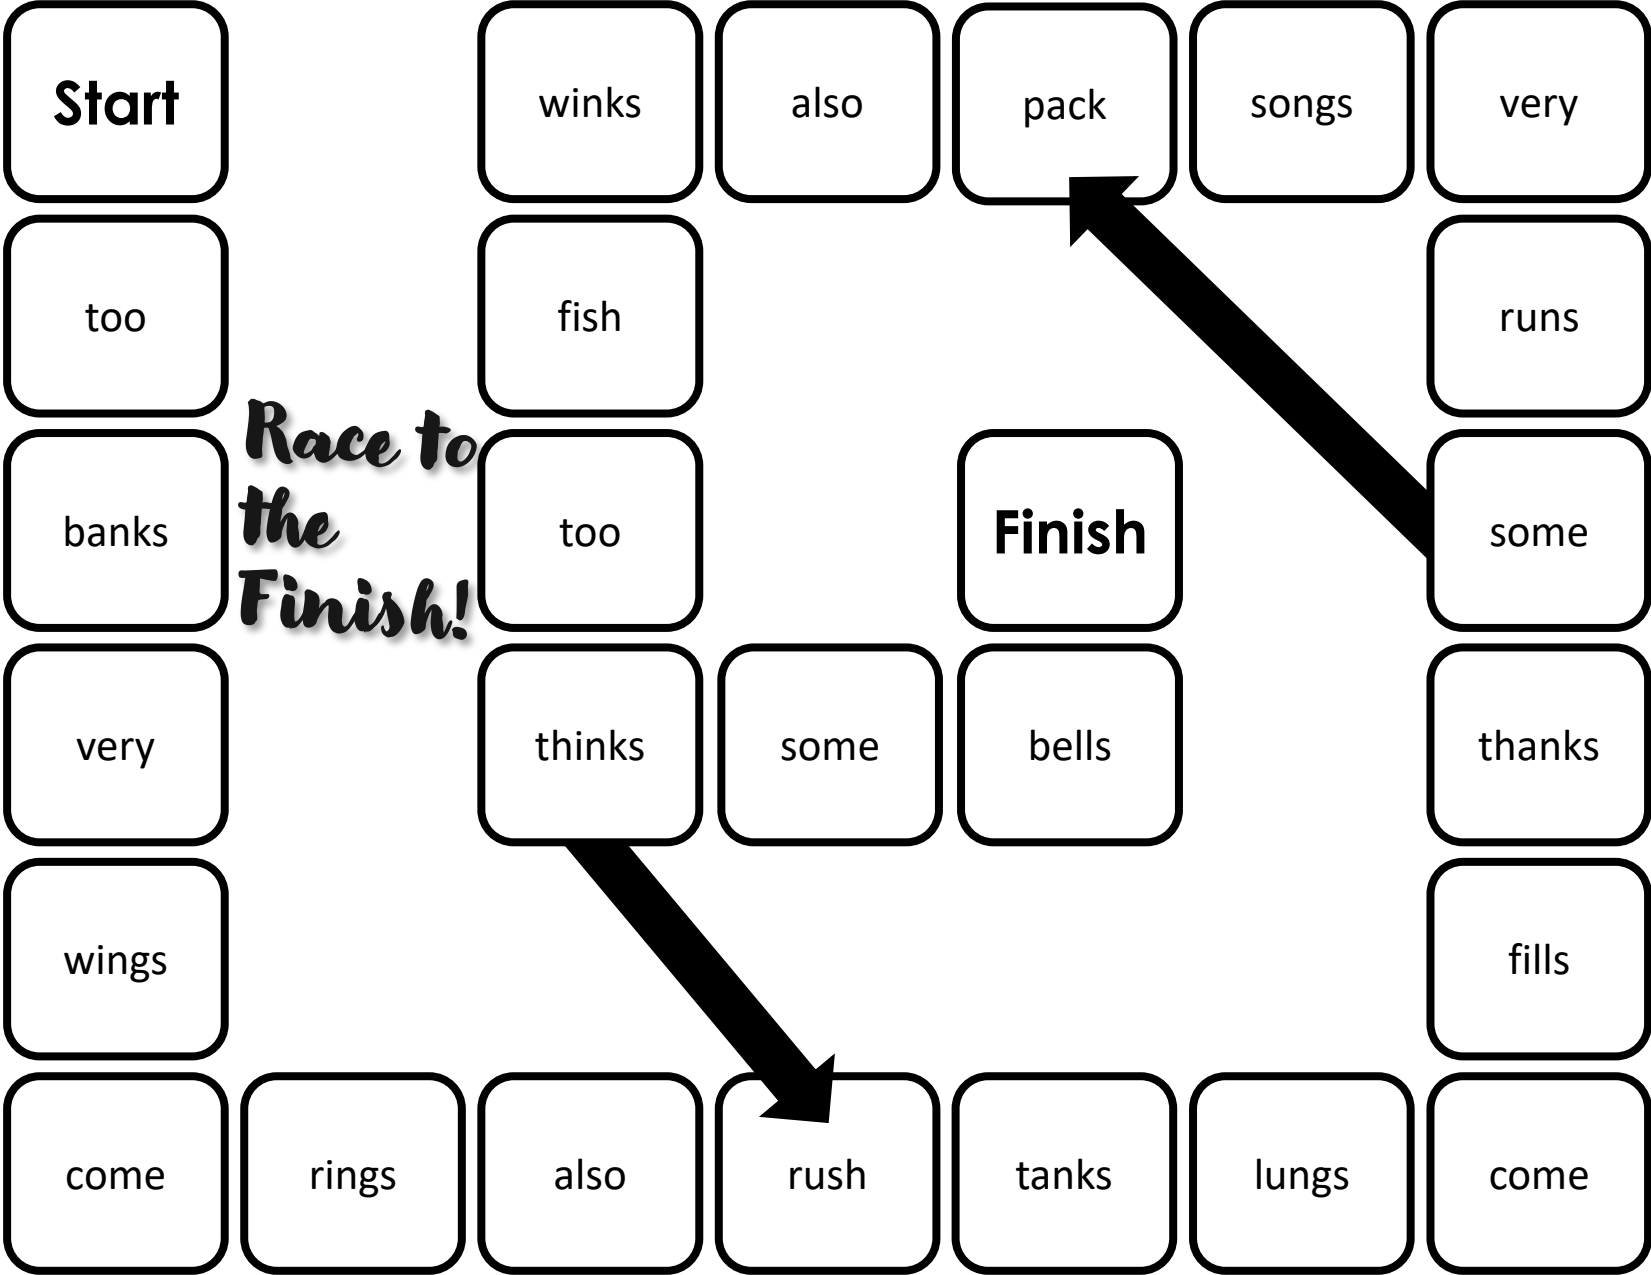 Start
winks
also
pack
songs
very
too
fish
runs
Race to
the
Finish!
banks
too
Finish
some
very
thinks
some
bells
thanks
wings
fills
come
rings
also
rush
tanks
lungs
come